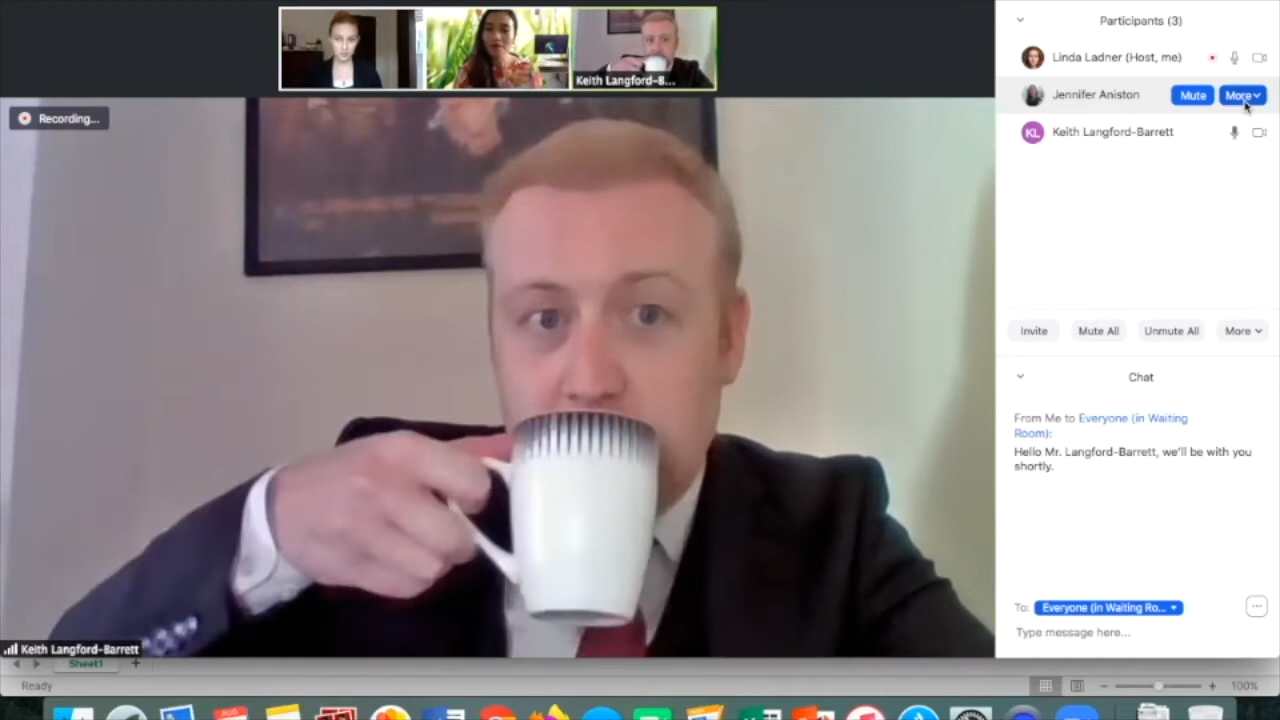 Keith Langford-B...
Recording...
Keith Langford-Barrett
Participants (3)
Linda Ladner (Host, me)
Jennifer Aniston
Mute
More
KL
Keith Langford-Barrett
Invite
Mute All
Unmute All
More
Chat
From Me to Everyone (in Waiting
Room):
Hello Mr. Langford-Barrett, we'll be with you
shortly.
To: Everyone (in Waiting Ro...
Type message here...
Sheet1
Ready
100%
AUG